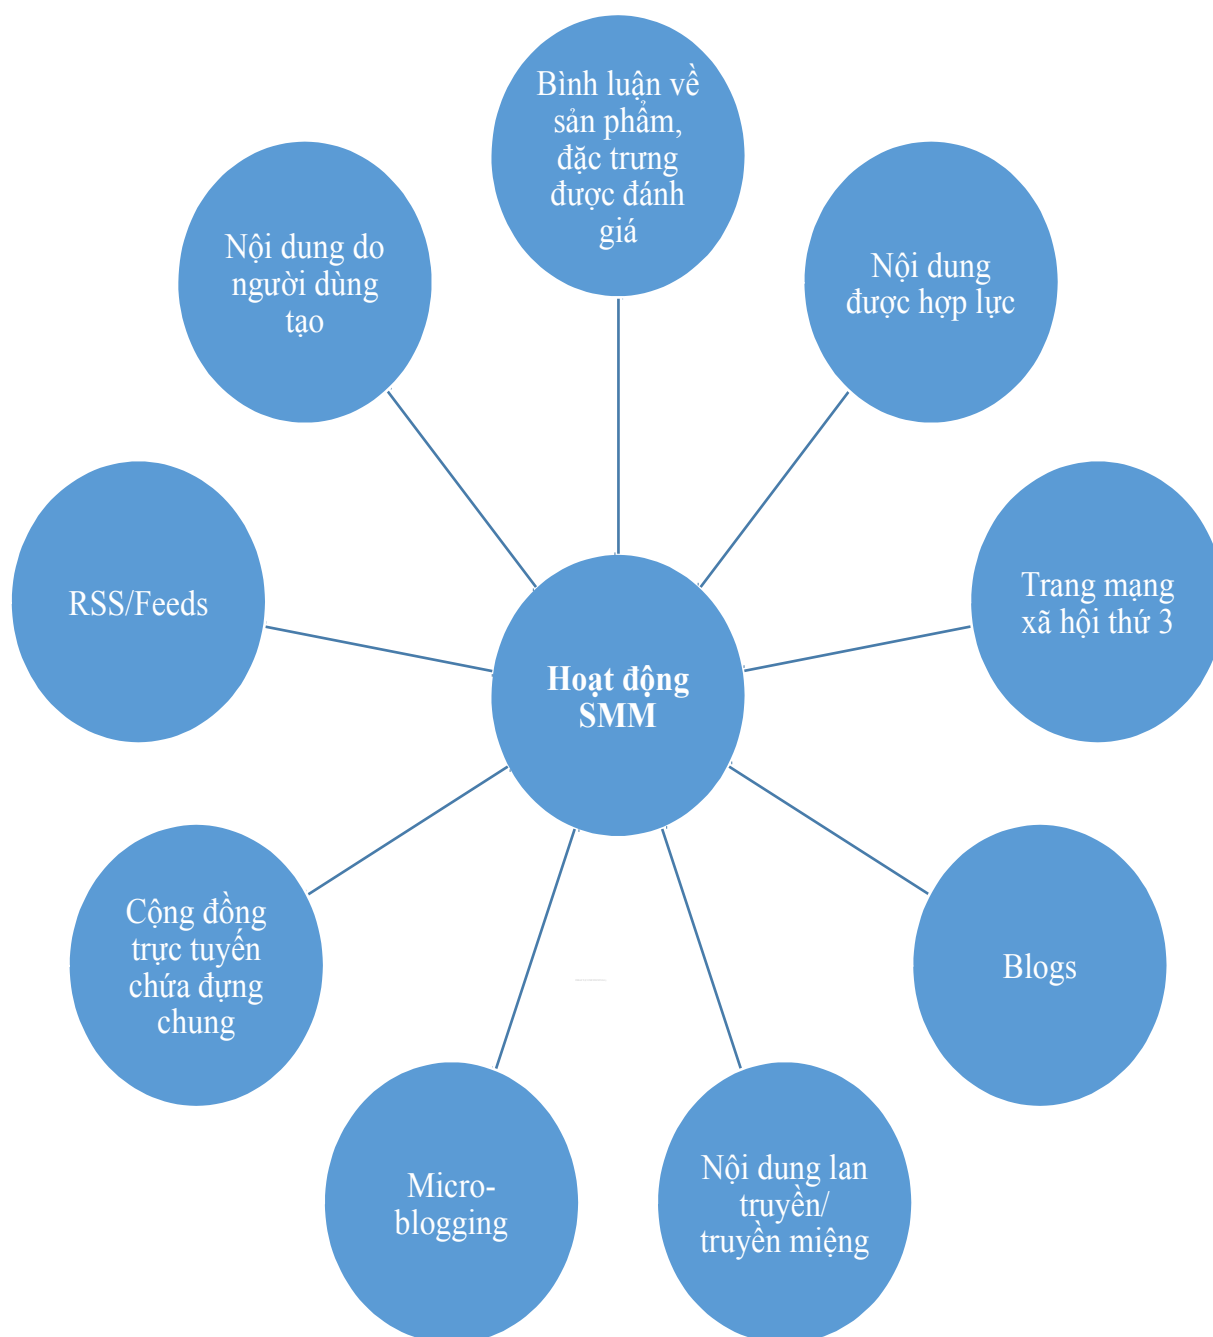 Bình luận về
sản phẩm,
đặc trưng
được đánh
giá
Nội dung
được hợp lực
Trang mạng
xã hội thứ 3
Blogs
Nội dung lan
truyền/
truyền miệng
Micro-
blogging
Cộng đồng
trực tuyến
chứa đựng
chung
RSS/Feeds
Nội dung do
người dùng
tạo
Hoạt động
SMM